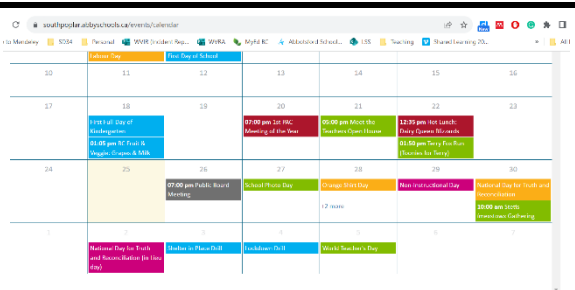 southpoplar.abbyschools.ca/events/calendar
to Manderey SD34 Personal WVIB (Incident Rep... WVBA MyEd BC Abbotsford School... LSS Teaching Shared Learning 20... » All
Labour Day First Day of School
10 11 12 13 14 15 16
17 18 19 20 21 22 23
First Full Day of
Kindergarten
01:05 pm BC Fruit &
Veggie: Grapes & Milk
07:00 pm 1st PAC
Meeting of the Year
05:00 pm Meet the
Teachers Open House
12:35 pm Hot Lunch:
Dairy Queen Blizzards
01:50 pm Terry Fox Run
(Toonies for Terry)
24 25 26 27 28 29 30
07:00 pm Public Board
Meeting
School Photo Day
Orange Shirt Day
+2 more
Non-Instructional Day
National Day for Truth and
Reconciliation
10:00 am
Gathering
1 2 3 4 5 6 7
National Day for Truth
and Reconciliation (in lieu
day)
Shelter in Place Drill
Lockdown Drill
World Teacher's Day